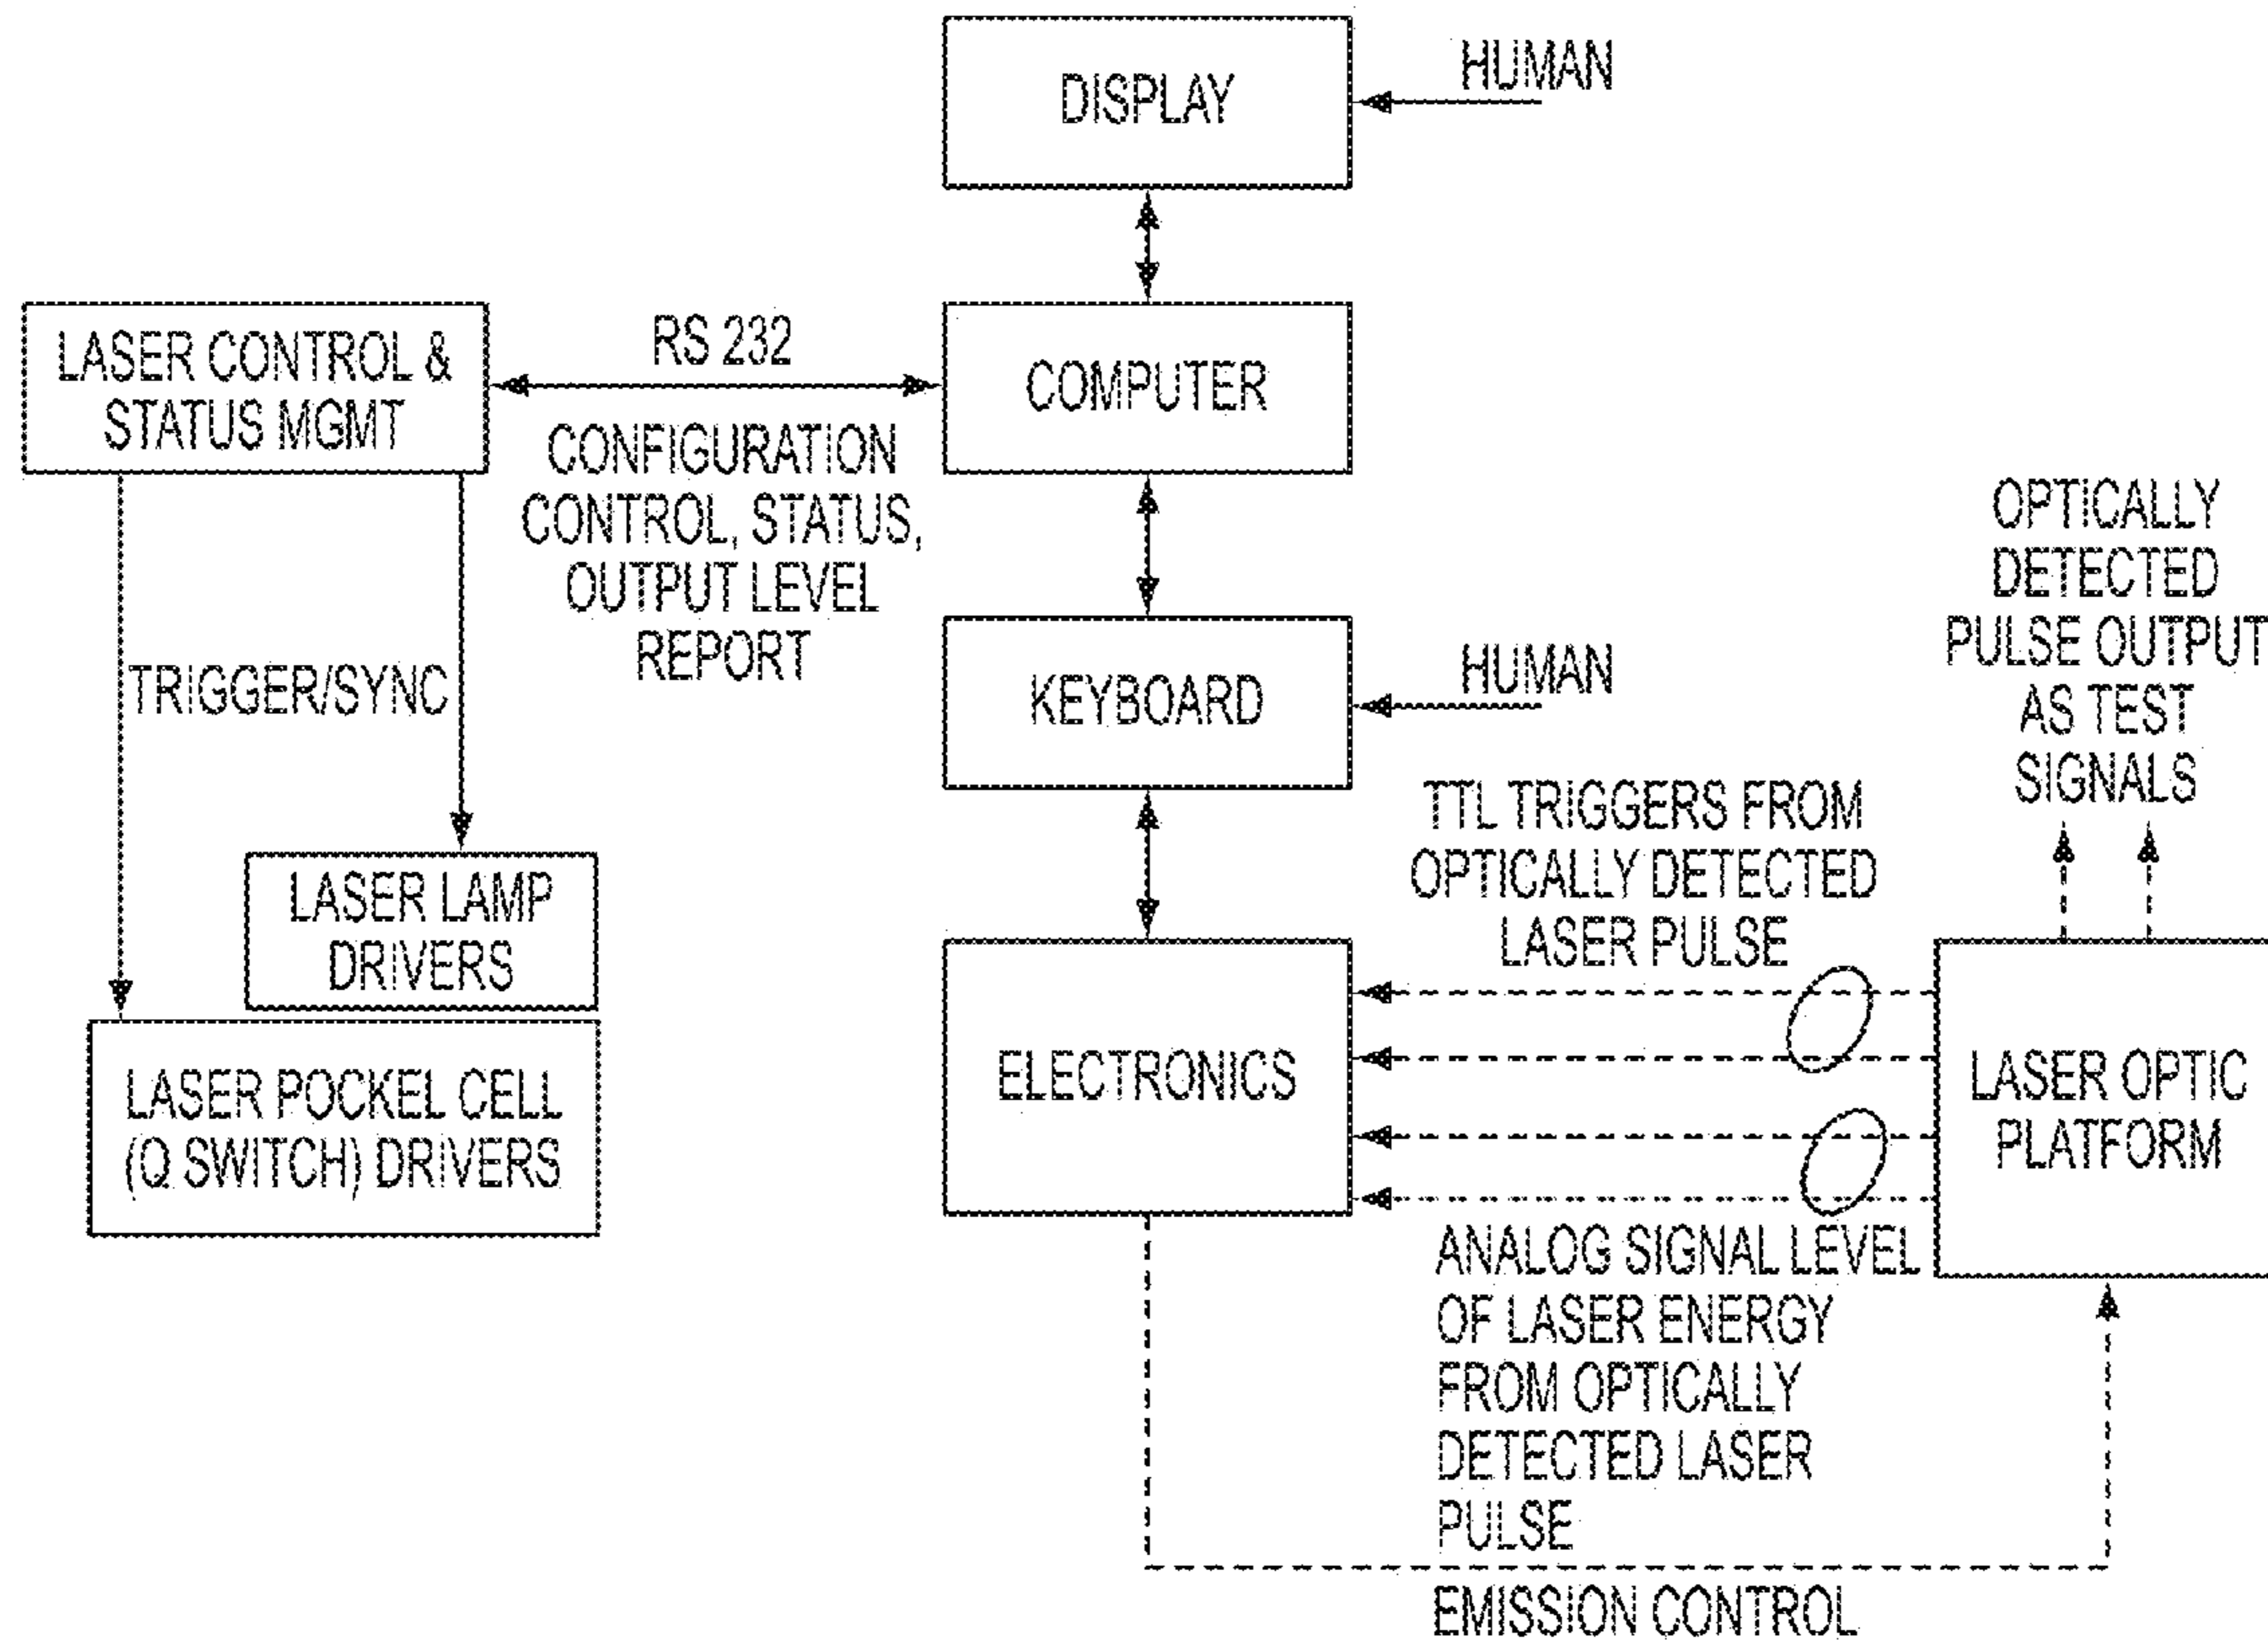 DISPLAY
HUMAN
LASER CONTROL &
STATUS MGMT
RS 232
CONFIGURATION
CONTROL, STATUS,
OUTPUT LEVEL
REPORT
COMPUTER
TRIGGER/SYNC
KEYBOARD
HUMAN
OPTICALLY
DETECTED
PULSE OUTPUT
AS TEST
SIGNALS
LASER LAMP
DRIVERS
LASER POCKEL CELL
(Q SWITCH) DRIVERS
TTL TRIGGERS FROM
OPTICALLY DETECTED
LASER PULSE
ELECTRONICS
LASER OPTIC
PLATFORM
ANALOG SIGNAL LEVEL
OF LASER ENERGY
FROM OPTICALLY
DETECTED LASER
PULSE
EMISSION CONTROL